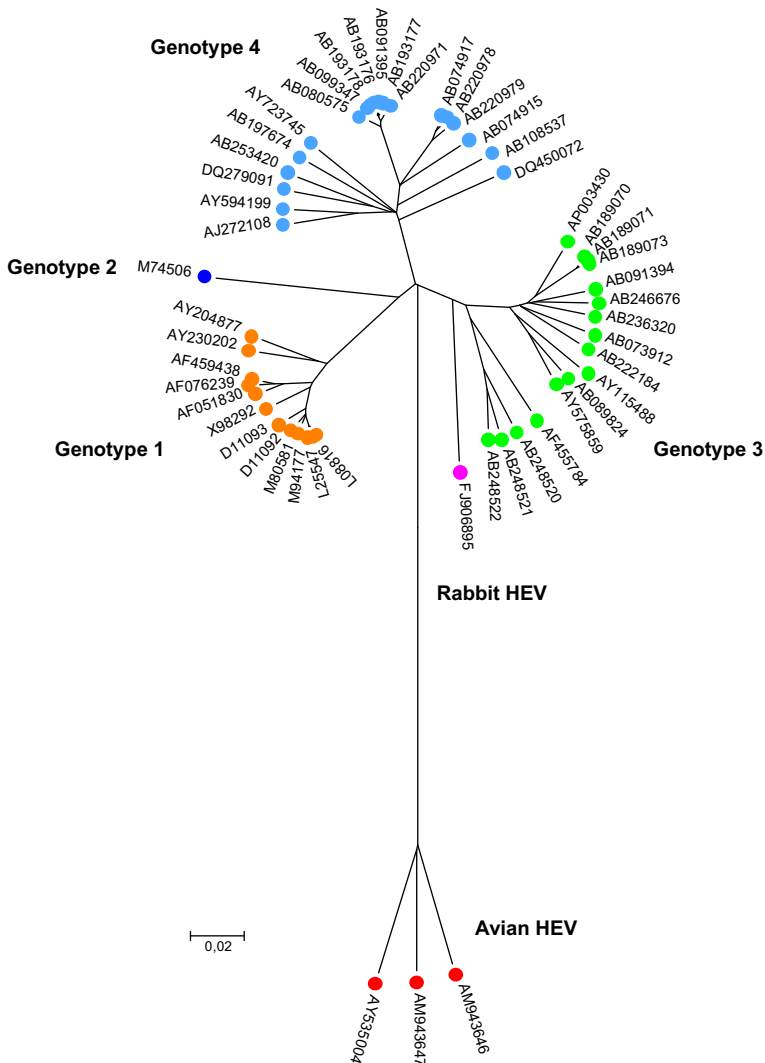 Genotype 4
AY723745
AB197674
AB253420
DQ279091
AY594199
AJ272108
AB080575
AB099347
AB193178
AB193176
AB091395
AB193177
AB220971
AB074917
AB220978
AB220979
AB074915
AB108537
DQ450072
Genotype 2
M74506
AP003430
AB189070
AB189071
AB189073
AB091394
AB246676
AB236320
AB073912
AB222184
AY115488
AB089824
AY575859
AF455784
AB248520
AB248521
AB248522
Genotype 3
FJ906895
AY204877
AY230202
AF459438
AF076239
AF051830
X98292
D11093
D11092
M80581
M94177
L25547
L08816
Genotype 1
Rabbit HEV
Avian HEV
0,02
AY535004
AM943647
AM943646